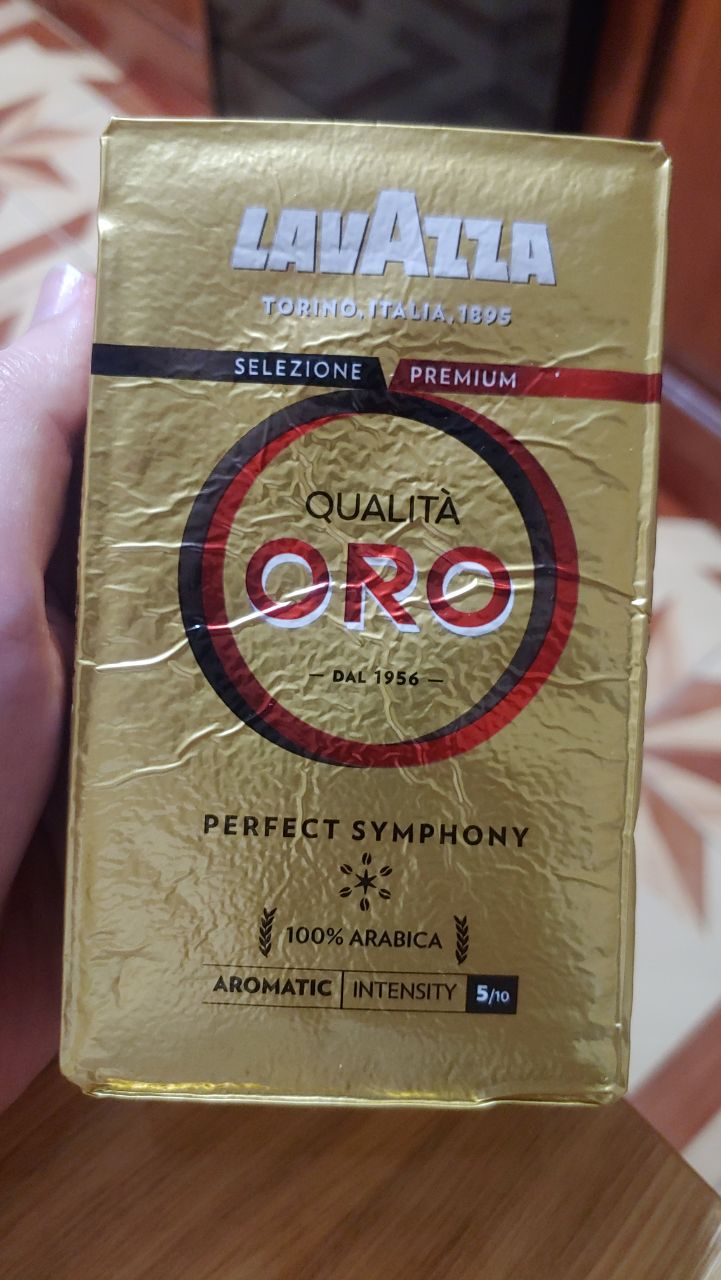 LAVAZZA
TORINO, ITALIA, 1895
SELEZIONE PREMIUM
QUALITÀ
ORO
— DAL 1956 —
PERFECT SYMPHONY
100% ARABICA
AROMATIC INTENSITY 5/10